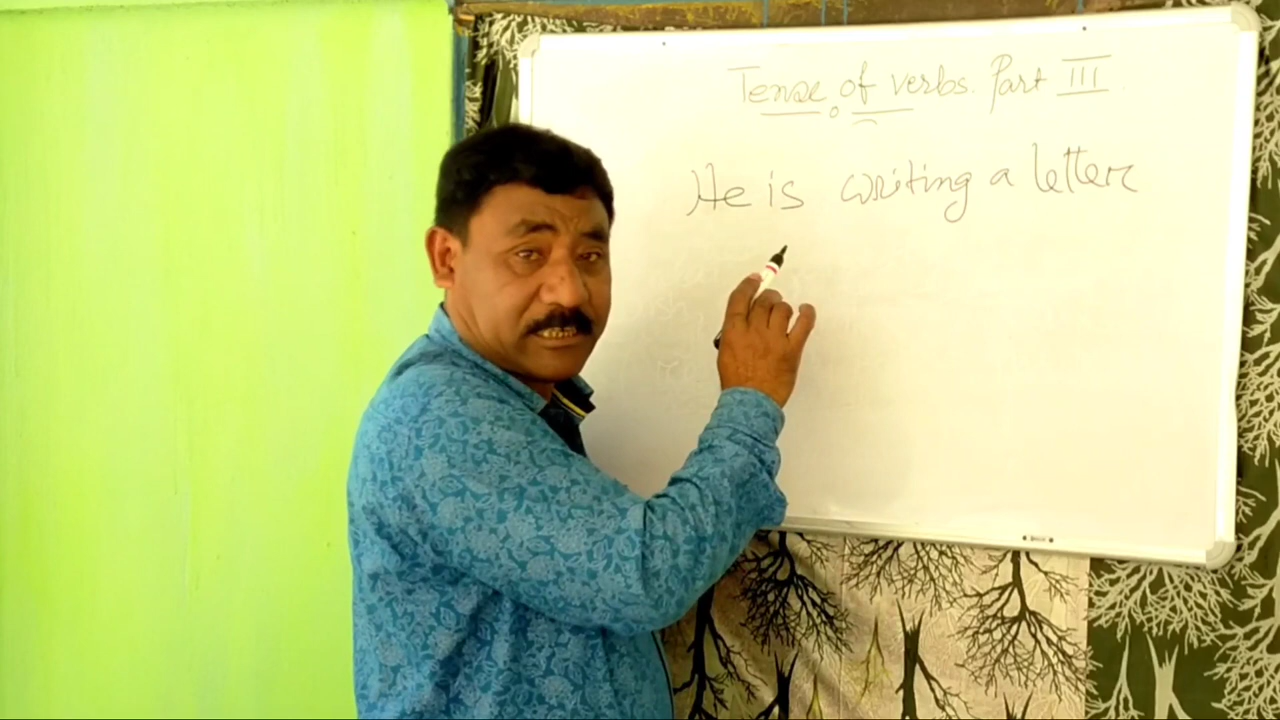 Tense of verbs. Part III
He is writing a letter